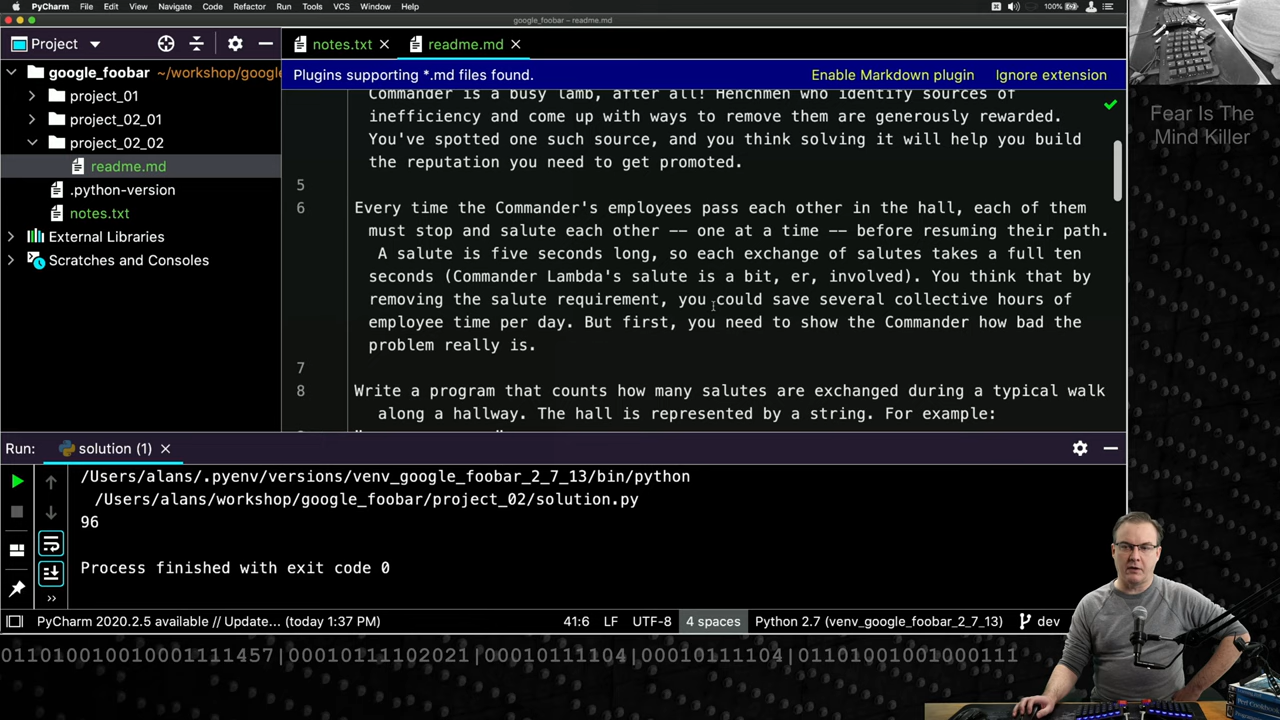 PyCharm File Edit View Navigate Code Refactor Run Tools VCS Window Help 100%
google_foobar – readme.md
Project notes.txt readme.md
Plugins supporting *.md files found. Enable Markdown plugin Ignore extension
google_foobar ~/workshop/google
project_01
project_02_01
project_02_02
readme.md
.python-version
notes.txt
External Libraries
Scratches and Consoles
Commander is a busy lamb, after all! Henchmen who identify sources of
inefficiency and come up with ways to remove them are generously rewarded.
You've spotted one such source, and you think solving it will help you build
the reputation you need to get promoted.
5
6 Every time the Commander's employees pass each other in the hall, each of them
must stop and salute each other -- one at a time -- before resuming their path.
A salute is five seconds long, so each exchange of salutes takes a full ten
seconds (Commander Lambda's salute is a bit, er, involved). You think that by
removing the salute requirement, you could save several collective hours of
employee time per day. But first, you need to show the Commander how bad the
problem really is.
7
8 Write a program that counts how many salutes are exchanged during a typical walk
along a hallway. The hall is represented by a string. For example:
Fear Is The
Mind Killer
Run: solution (1)
/Users/alans/.pyenv/versions/venv_google_foobar_2_7_13/bin/python
/Users/alans/workshop/google_foobar/project_02/solution.py
96
Process finished with exit code 0
>>
PyCharm 2020.2.5 available // Update... (today 1:37 PM) 41:6 LF UTF-8 4 spaces Python 2.7 (venv_google_foobar_2_7_13) dev
011010010010001111457|00010111102021|00010111104|00010111104|01101001001000111